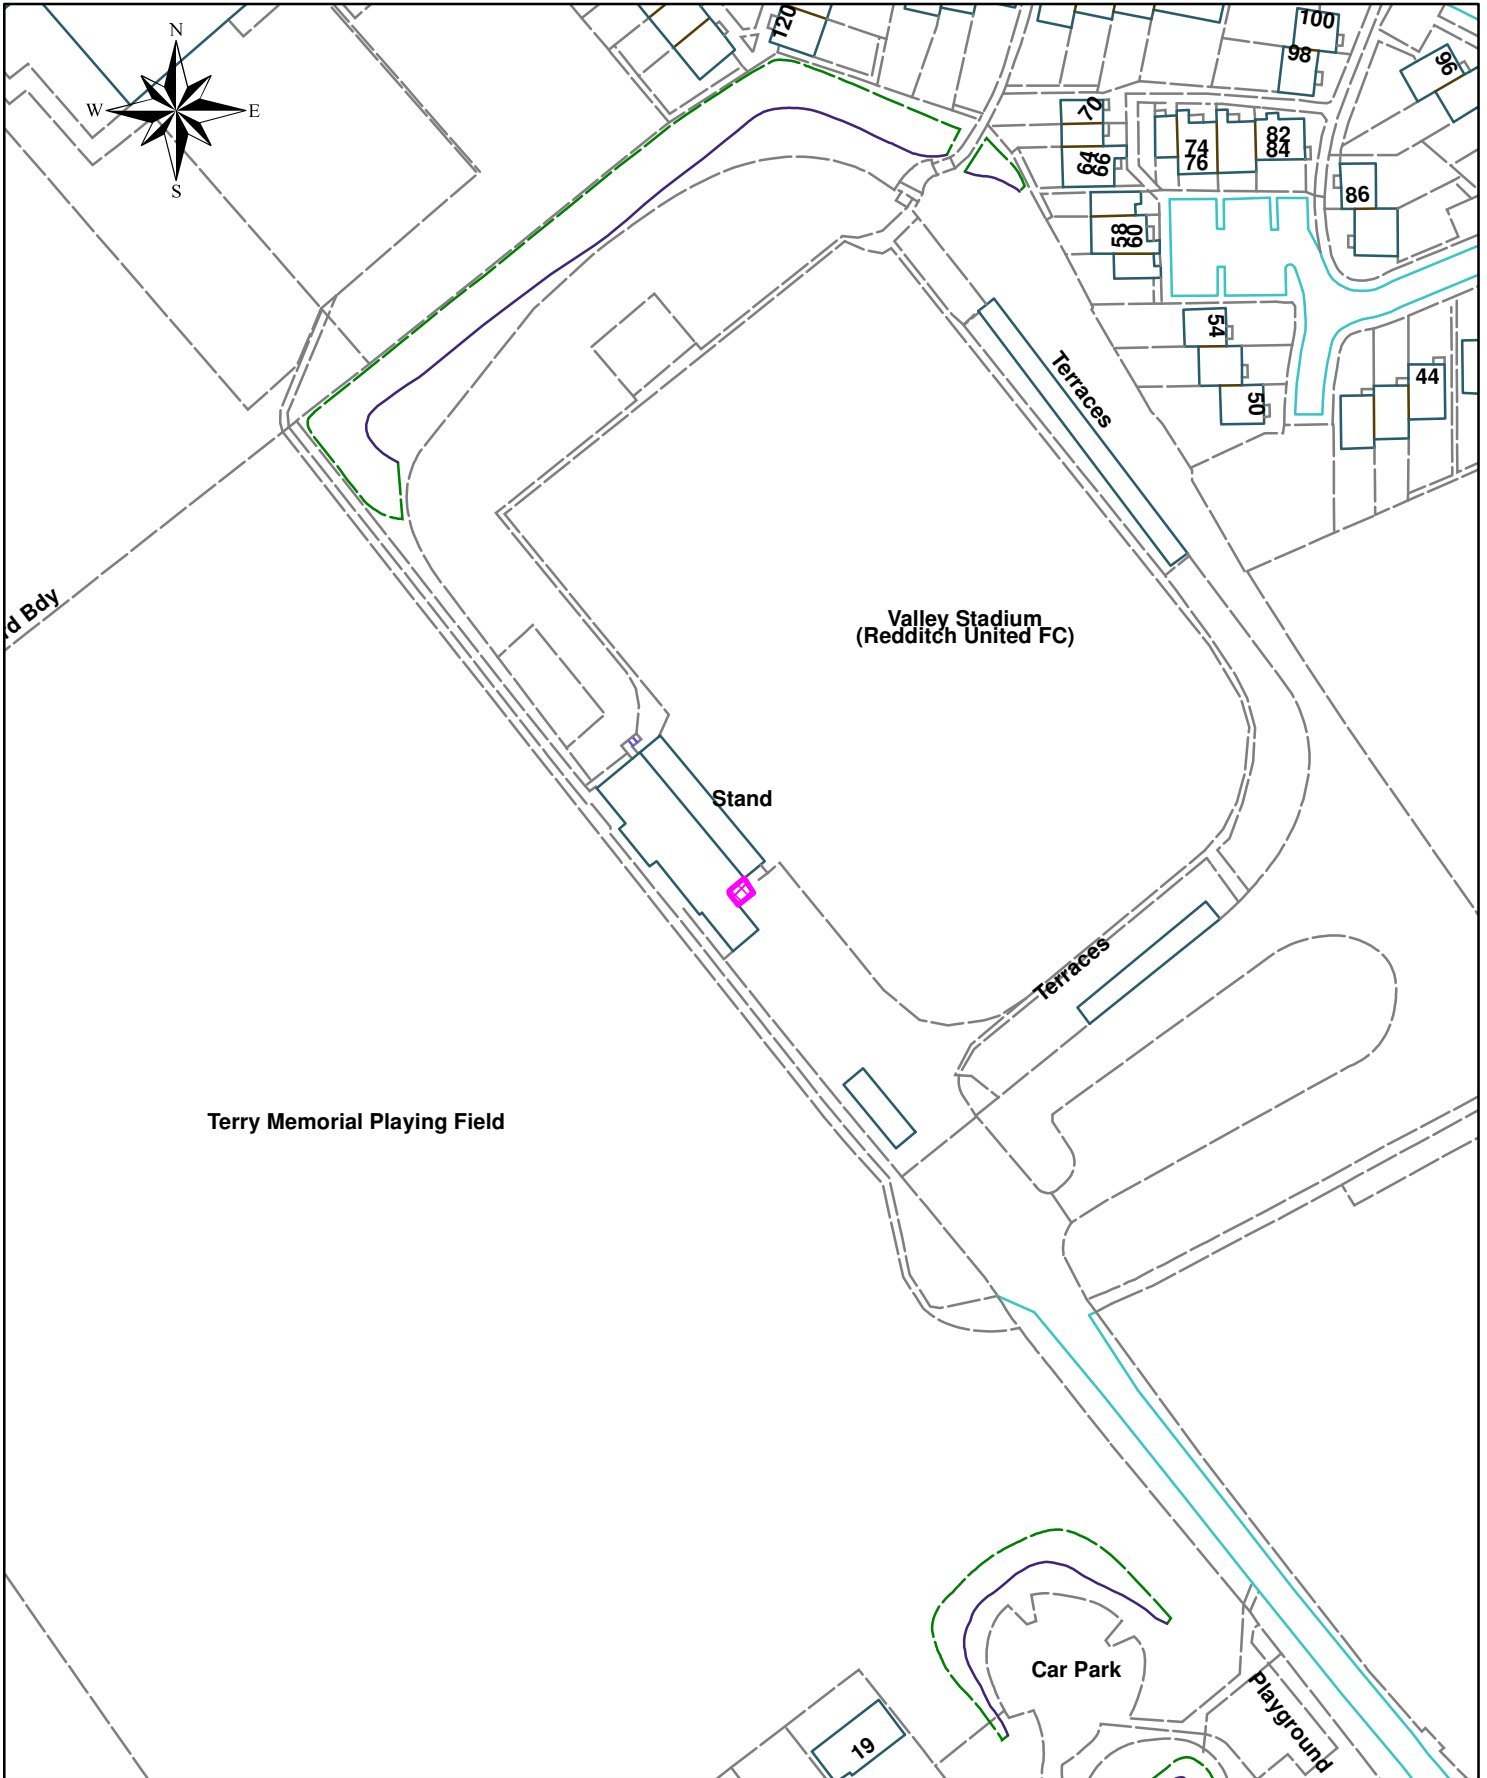 N
W
E
S
120
100
98
96
70
64
66
74
76
82
84
86
58
60
54
50
44
Terraces
rd Bdy
Valley Stadium
(Redditch United FC)
Stand
Terraces
Terry Memorial Playing Field
Car Park
Playground
19